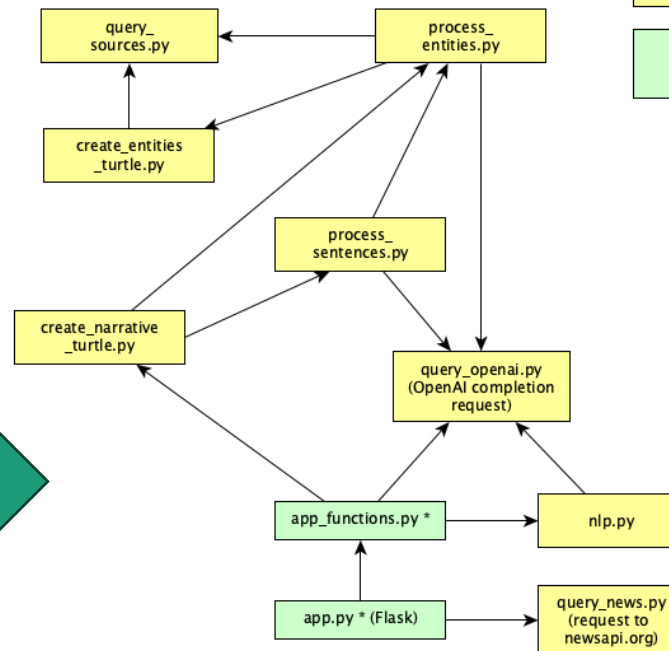 query_
sources.py
process_
entities.py
create_entities
_turtle.py
process_
sentences.py
create_narrative
_turtle.py
query_openai.py
(OpenAI completion
request)
app_functions.py *
nlp.py
app.py * (Flask)
query_news.py
(request to
newsapi.org)